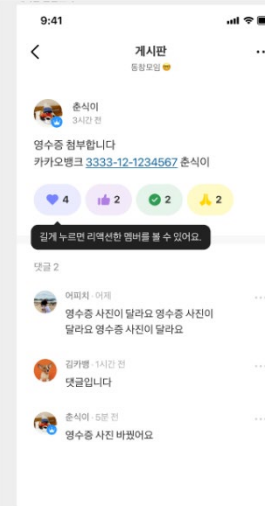 9:41
게시판
동창모임
춘식이
3시간 전
영수증 첨부합니다
카카오뱅크 3333-12-1234567 춘식이
4 2 2 2
길게 누르면 리액션한 멤버를 볼 수 있어요.
댓글 2
어피치 · 어제
영수증 사진이 달라요 영수증 사진이
달라요 영수증 사진이 달라요
김카뱅 · 1시간 전
댓글입니다
춘식이 · 5분 전
영수증 사진 바꿨어요